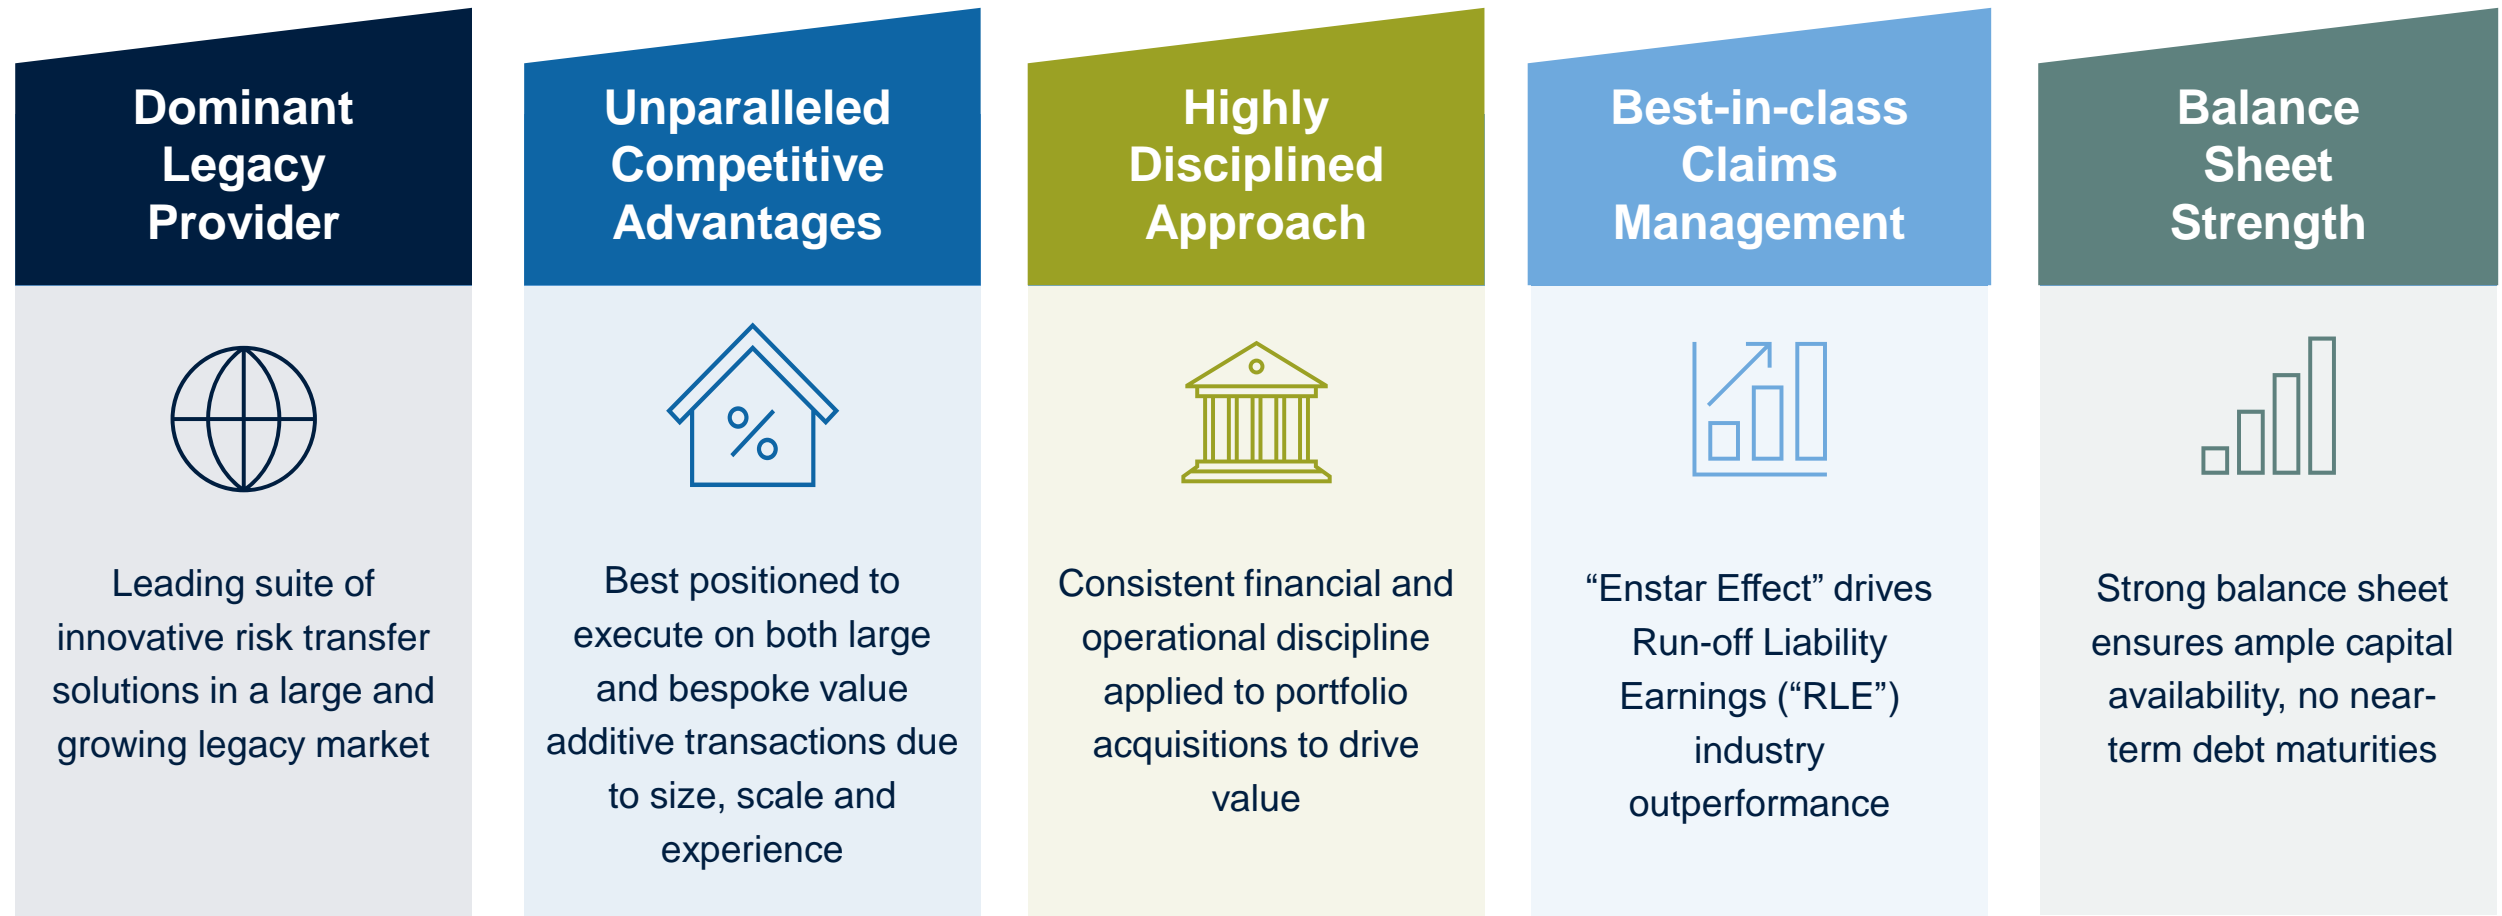 Dominant
Legacy
Provider
Leading suite of
innovative risk transfer
solutions in a large and
growing legacy market
Unparalleled
Competitive
Advantages
%
Best positioned to
execute on both large
and bespoke value
additive transactions due
to size, scale and
experience
Highly
Disciplined
Approach
Consistent financial and
operational discipline
applied to portfolio
acquisitions to drive
value
Best-in-class
Claims
Management
“Enstar Effect” drives
Run-off Liability
Earnings (“RLE”)
industry
outperformance
Balance
Sheet
Strength
Strong balance sheet
ensures ample capital
availability, no near-
term debt maturities